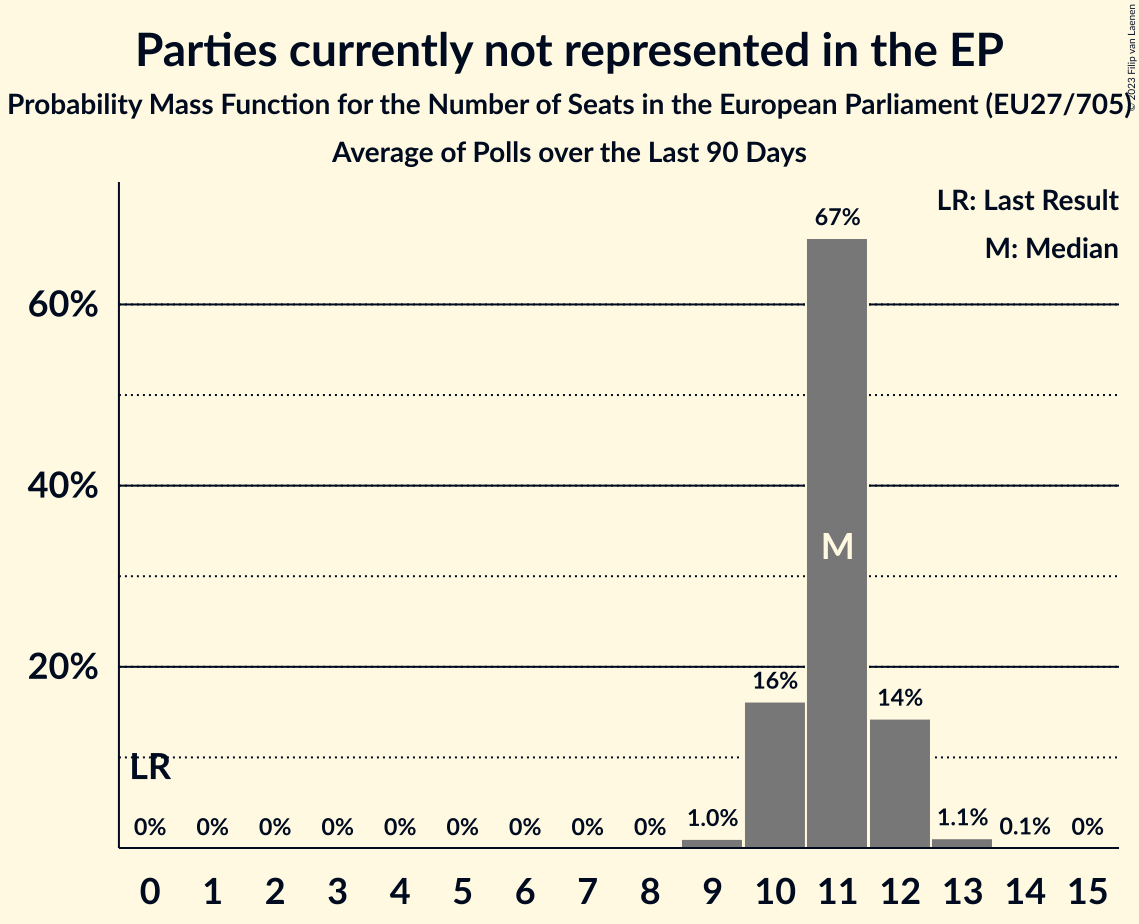 Parties currently not represented in the EP
Probability Mass Function for the Number of Seats in the European Parliament (EU27/705)
Average of Polls over the Last 90 Days
© 2023 Filip van Laenen
LR: Last Result
M: Median
67%
60%
40%
M
20%
16%
14%
LR
0% 0% 0% 0% 0% 0% 0% 0% 0% 1.0% 1.1% 0.1% 0%
0 1 2 3 4 5 6 7 8 9 10 11 12 13 14 15